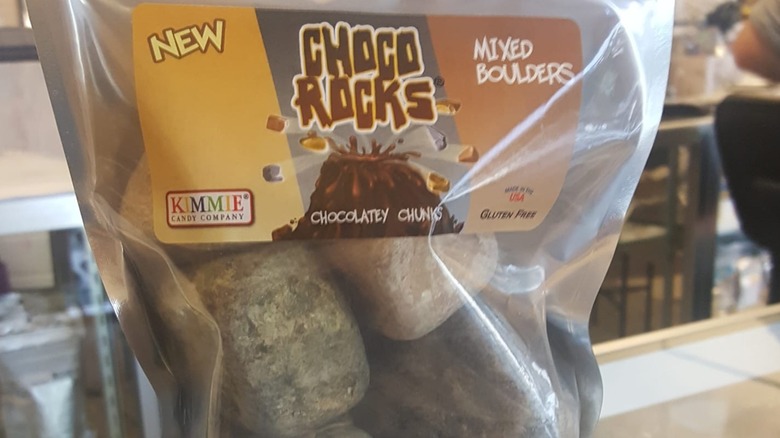 NEW
CHOCO
ROCKS
MIXED
BOULDERS
KIMMIE®
CANDY COMPANY
CHOCOLATEY CHUNKS
MADE IN THE
USA
GLUTEN FREE